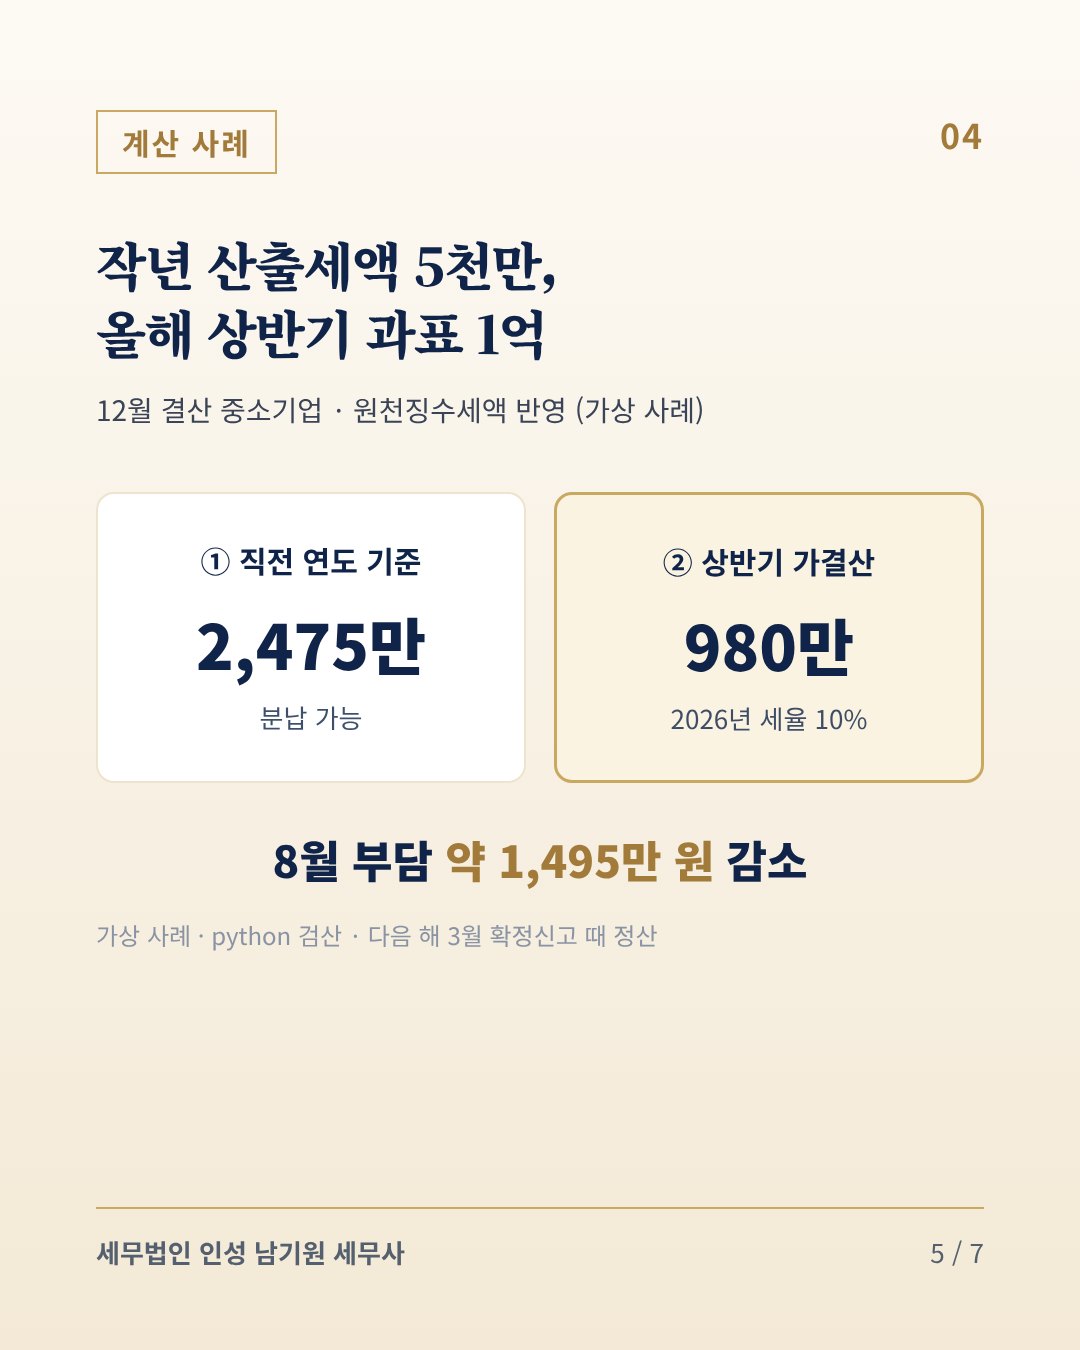 계산 사례
04
작년 산출세액 5천만,
올해 상반기 과표 1억
12월 결산 중소기업 · 원천징수세액 반영 (가상 사례)
① 직전 연도 기준
2,475만
분납 가능
② 상반기 가결산
980만
2026년 세율 10%
8월 부담 약 1,495만 원 감소
가상 사례 · python 검산 · 다음 해 3월 확정신고 때 정산
세무법인 인성 남기원 세무사
5 / 7